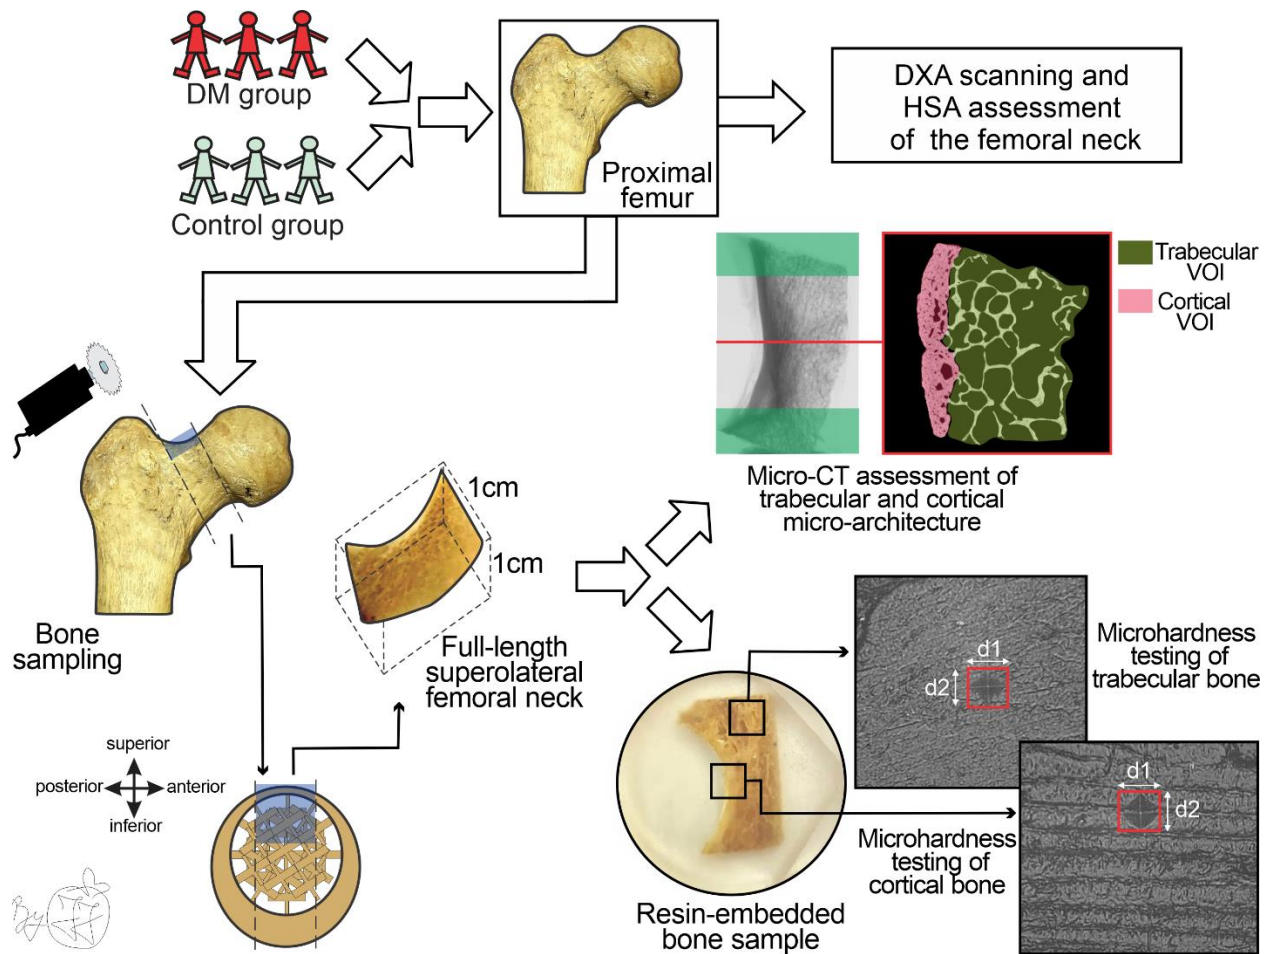 DM group
Control group
Proximal
femur
DXA scanning and
HSA assessment
of the femoral neck
Trabecular
VOI
Cortical
VOI
Micro-CT assessment of
trabecular and cortical
micro-architecture
Bone
sampling
1cm
1cm
Full-length
superolateral
femoral neck
superior
posterior
anterior
inferior
d1
d2
Microhardness
testing of
trabecular bone
d1
d2
Microhardness
testing of
cortical bone
Resin-embedded
bone sample
By